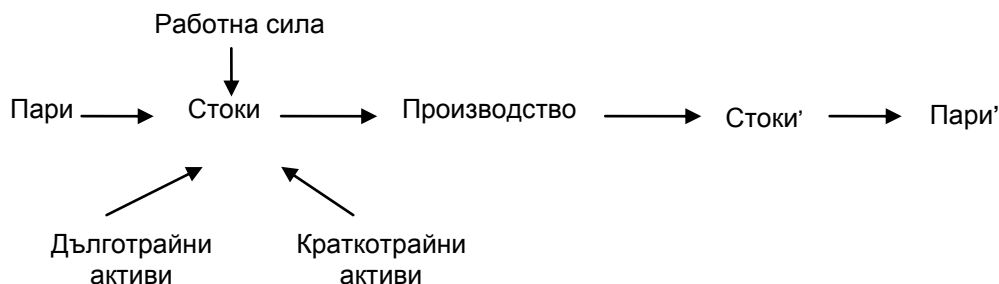 Работна сила
Пари
Стоки
Производство
Стоки’
Пари’
Дълготрайни
активи
Краткотрайни
активи